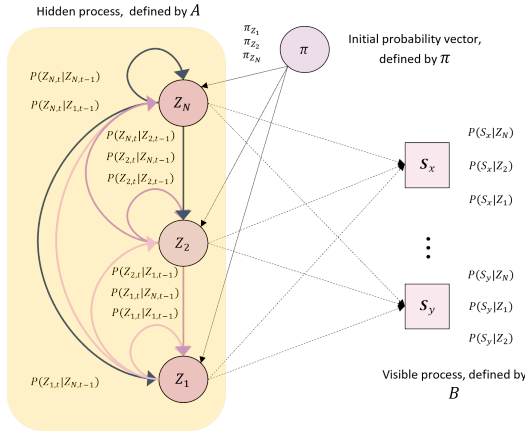 Hidden process, defined by A
π_{Z_1}
π_{Z_2}
π_{Z_N}
π
Initial probability vector,
defined by π
P(Z_{N,t}|Z_{N,t−1})
P(Z_{N,t}|Z_{1,t−1})
Z_N
P(Z_{N,t}|Z_{2,t−1})
P(Z_{2,t}|Z_{N,t−1})
P(Z_{2,t}|Z_{2,t−1})
P(S_x|Z_N)
S_x
P(S_x|Z_2)
P(S_x|Z_1)
Z_2
⋮
P(Z_{2,t}|Z_{1,t−1})
P(Z_{1,t}|Z_{N,t−1})
P(Z_{1,t}|Z_{1,t−1})
P(S_y|Z_N)
S_y
P(S_y|Z_1)
P(S_y|Z_2)
Z_1
P(Z_{1,t}|Z_{N,t−1})
Visible process, defined by
B